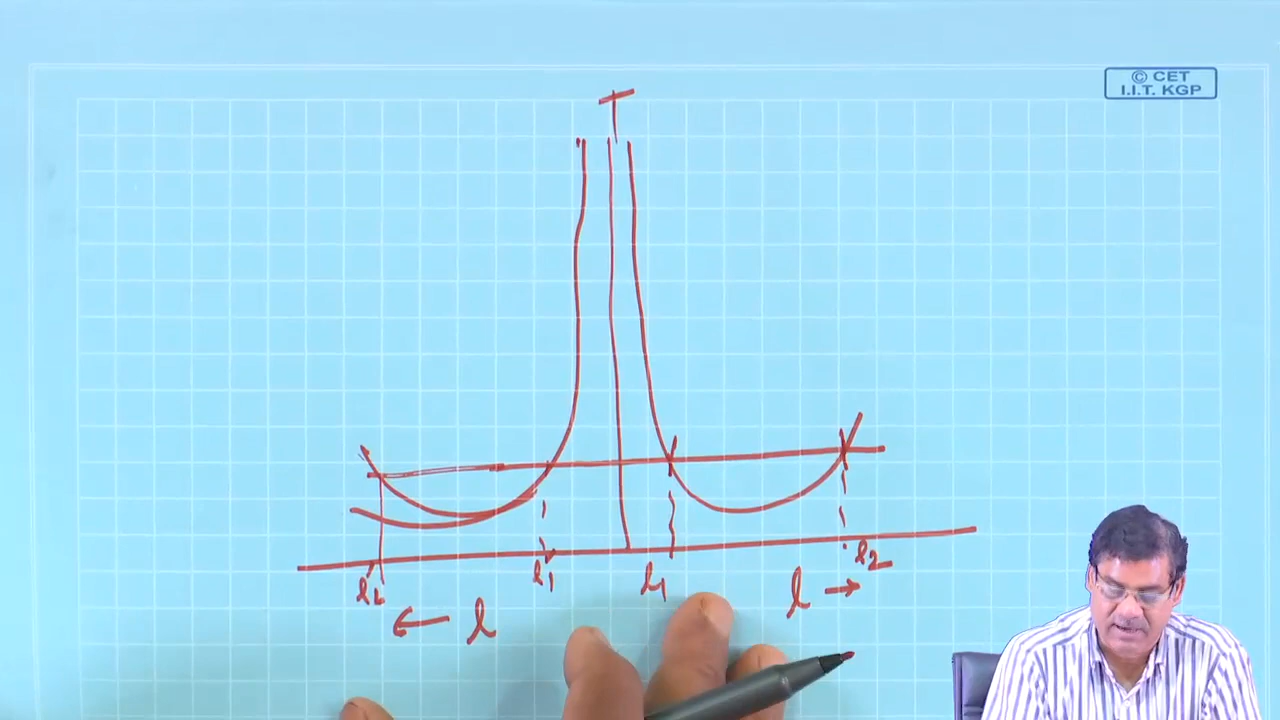 © CET
I.I.T. KGP
T
l₂
l₁
l₁
l₂
← l
l →